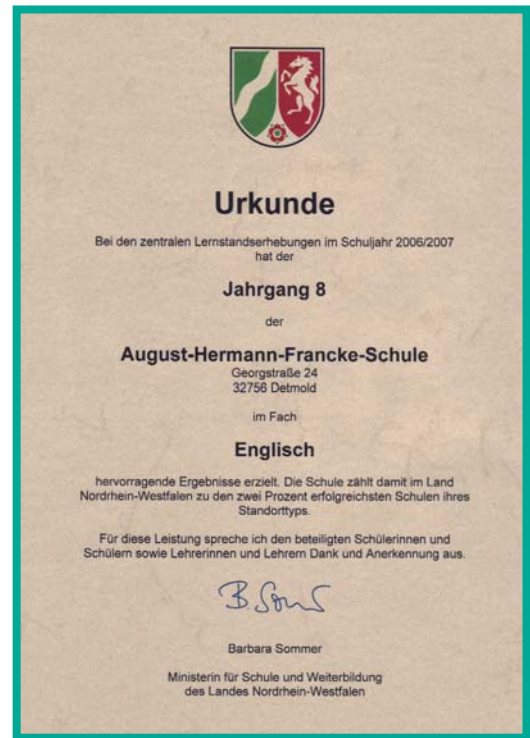 Urkunde
Bei den zentralen Lernstandserhebungen im Schuljahr 2006/2007
hat der
Jahrgang 8
der
August-Hermann-Francke-Schule
Georgstraße 24
32756 Detmold
im Fach
Englisch
hervorragende Ergebnisse erzielt. Die Schule zählt damit im Land
Nordrhein-Westfalen zu den zwei Prozent erfolgreichsten Schulen ihres
Standorttyps.
Für diese Leistung spreche ich den beteiligten Schülerinnen und
Schülern sowie Lehrerinnen und Lehrern Dank und Anerkennung aus.
B. Sommer
Barbara Sommer
Ministerin für Schule und Weiterbildung
des Landes Nordrhein-Westfalen